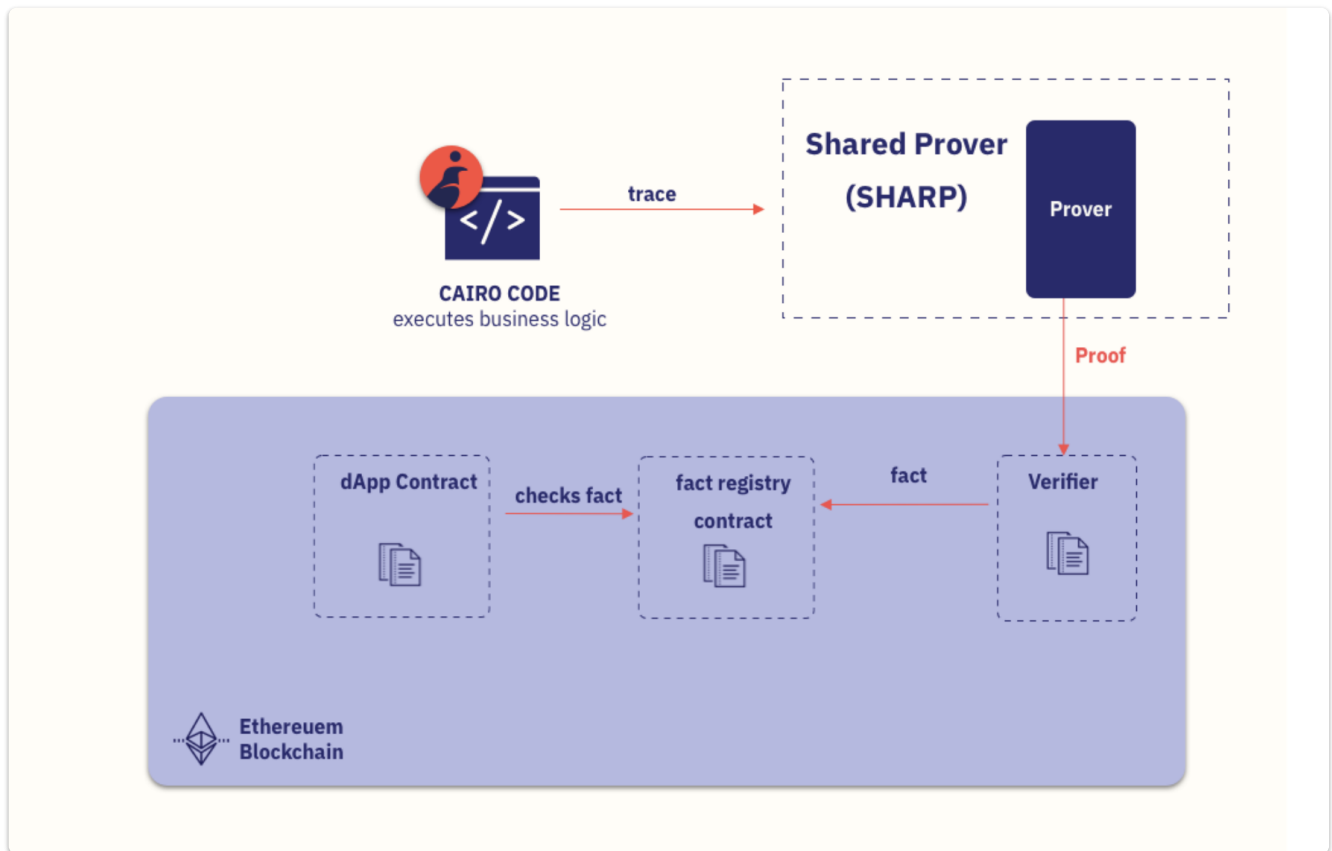 Shared Prover
(SHARP)
Prover
trace
</>
CAIRO CODE
executes business logic
Proof
dApp Contract
checks fact
fact registry
contract
fact
Verifier
Ethereuem
Blockchain